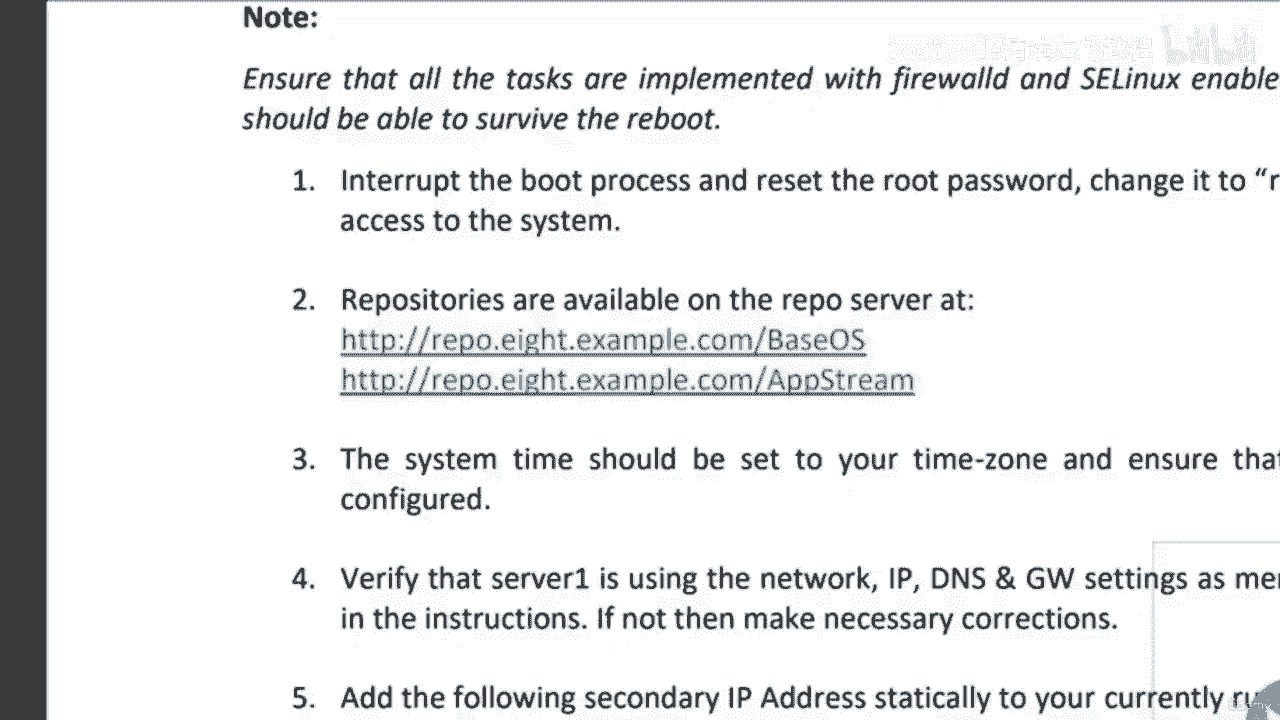 Note:
Ensure that all the tasks are implemented with firewalld and SELinux enable
should be able to survive the reboot.
1. Interrupt the boot process and reset the root password, change it to “r
access to the system.
2. Repositories are available on the repo server at:
http://repo.eight.example.com/BaseOS
http://repo.eight.example.com/AppStream
3. The system time should be set to your time-zone and ensure that
configured.
4. Verify that server1 is using the network, IP, DNS & GW settings as mer
in the instructions. If not then make necessary corrections.
5. Add the following secondary IP Address statically to your currently ru
bilibili